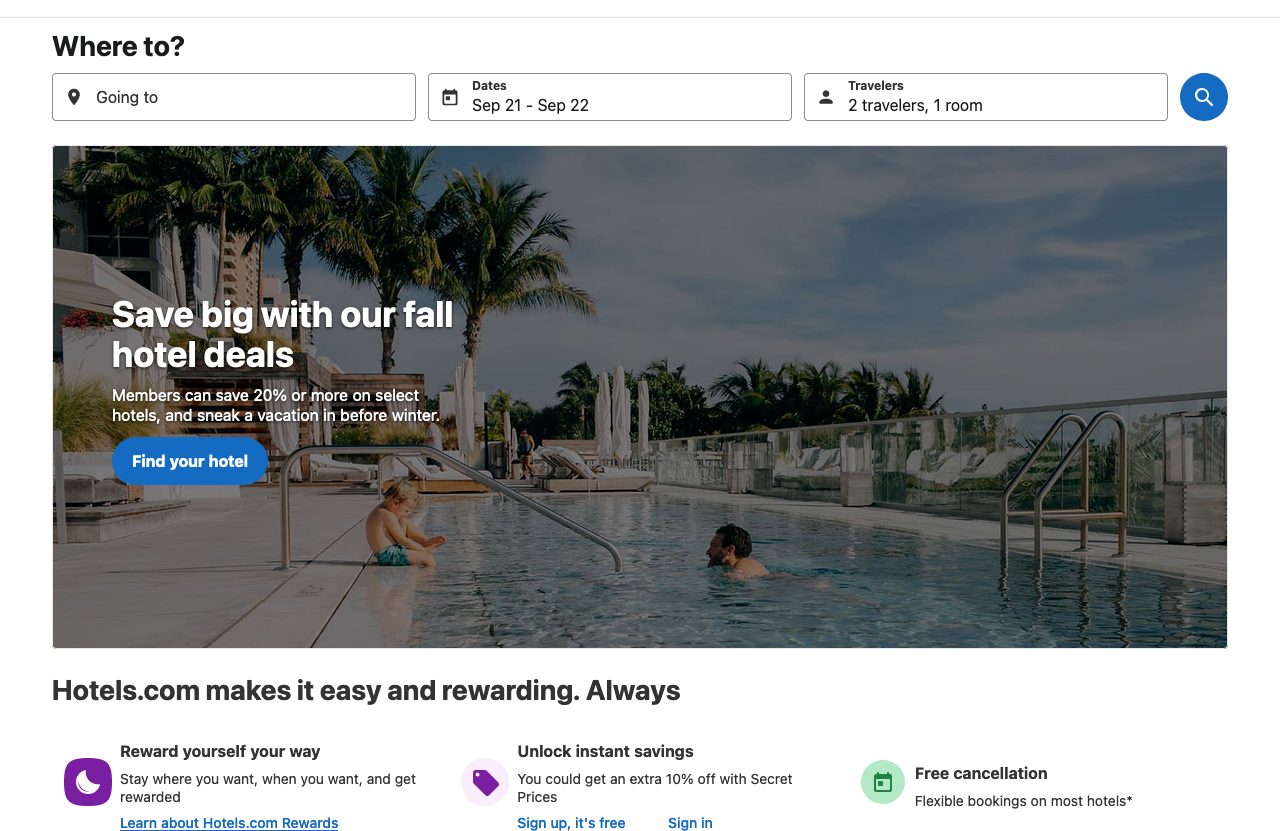 Where to?
Going to
Dates
Sep 21 - Sep 22
Travelers
2 travelers, 1 room
Save big with our fall
hotel deals
Members can save 20% or more on select
hotels, and sneak a vacation in before winter.
Find your hotel
Hotels.com makes it easy and rewarding. Always
Reward yourself your way
Stay where you want, when you want, and get
rewarded
Learn about Hotels.com Rewards
Unlock instant savings
You could get an extra 10% off with Secret
Prices
Sign up, it's free
Sign in
Free cancellation
Flexible bookings on most hotels*